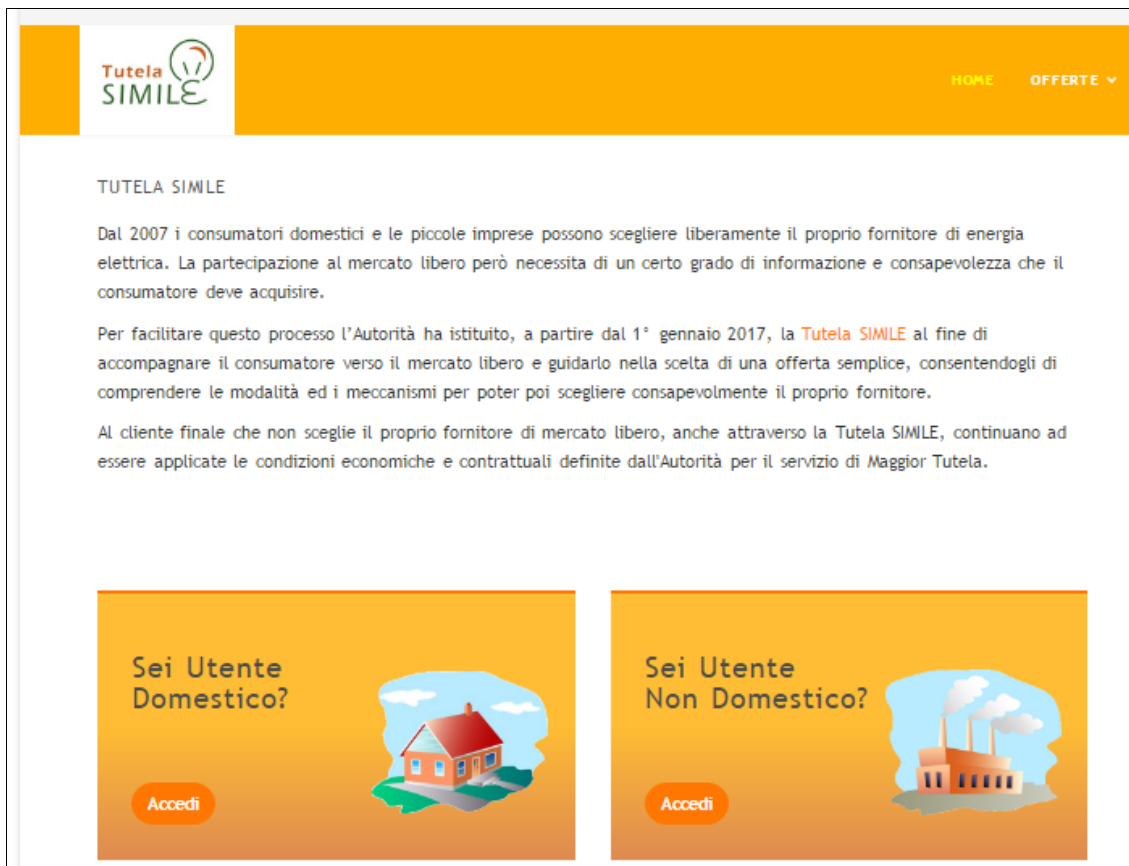 Tutela
SIMILE
HOME OFFERTE
TUTELA SIMILE
Dal 2007 i consumatori domestici e le piccole imprese possono scegliere liberamente il proprio fornitore di energia
elettrica. La partecipazione al mercato libero però necessita di un certo grado di informazione e consapevolezza che il
consumatore deve acquisire.
Per facilitare questo processo l'Autorità ha istituito, a partire dal 1° gennaio 2017, la Tutela SIMILE al fine di
accompagnare il consumatore verso il mercato libero e guidarlo nella scelta di una offerta semplice, consentendogli di
comprendere le modalità ed i meccanismi per poter poi scegliere consapevolmente il proprio fornitore.
Al cliente finale che non sceglie il proprio fornitore di mercato libero, anche attraverso la Tutela SIMILE, continuano ad
essere applicate le condizioni economiche e contrattuali definite dall'Autorità per il servizio di Maggior Tutela.
Sei Utente
Domestico?
Accedi
Sei Utente
Non Domestico?
Accedi